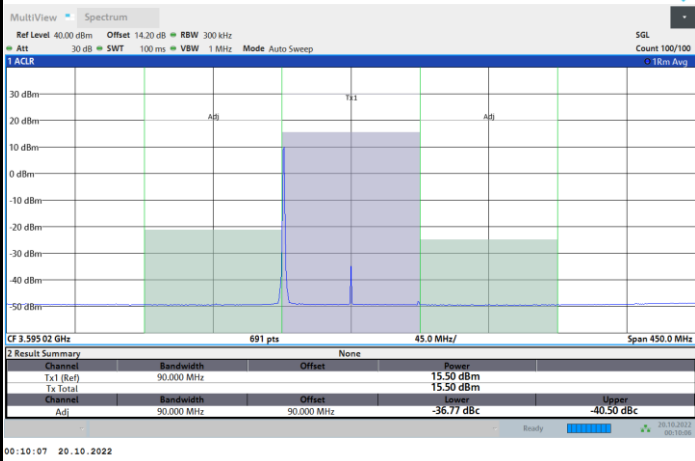 MultiView Spectrum
Ref Level 40.00 dBm Offset 14.20 dB RBW 300 kHz SGL
Att 30 dB SWT 100 ms VBW 1 MHz Mode Auto Sweep Count 100/100
1 ACLR 1Rm Avg
30 dBm
Tx1
20 dBm
Adj Adj
10 dBm
0 dBm
-10 dBm
-20 dBm
-30 dBm
-40 dBm
-50 dBm
CF 3.595 02 GHz 691 pts 45.0 MHz/ Span 450.0 MHz
2 Result Summary None
Channel Bandwidth Offset Power
Tx1 (Ref) 90.000 MHz 15.50 dBm
Tx Total 15.50 dBm
Channel Bandwidth Offset Lower Upper
Adj 90.000 MHz 90.000 MHz -36.77 dBc -40.50 dBc
Ready 20.10.2022
00:10:06
00:10:07 20.10.2022